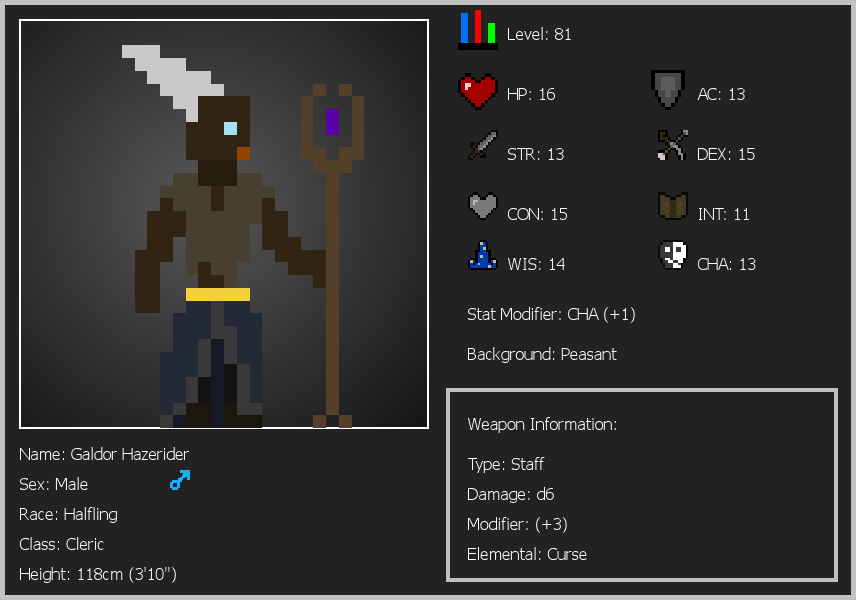 Level: 81
HP: 16
AC: 13
STR: 13
DEX: 15
CON: 15
INT: 11
WIS: 14
CHA: 13
Stat Modifier: CHA (+1)
Background: Peasant
Weapon Information:
Type: Staff
Damage: d6
Modifier: (+3)
Elemental: Curse
Name: Galdor Hazerider
Sex: Male
Race: Halfling
Class: Cleric
Height: 118cm (3'10")